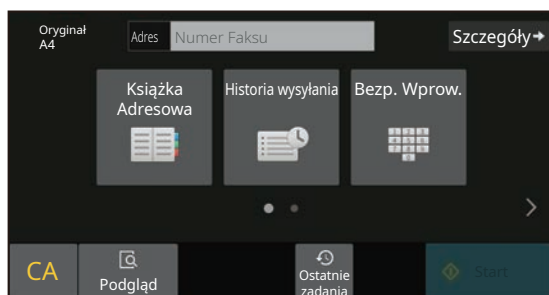 Oryginał
A4
Adres Numer Faksu
Szczegóły
Książka
Adresowa
Historia wysyłania
Bezp. Wprow.
CA
Podgląd
Ostatnie
zadania
Start